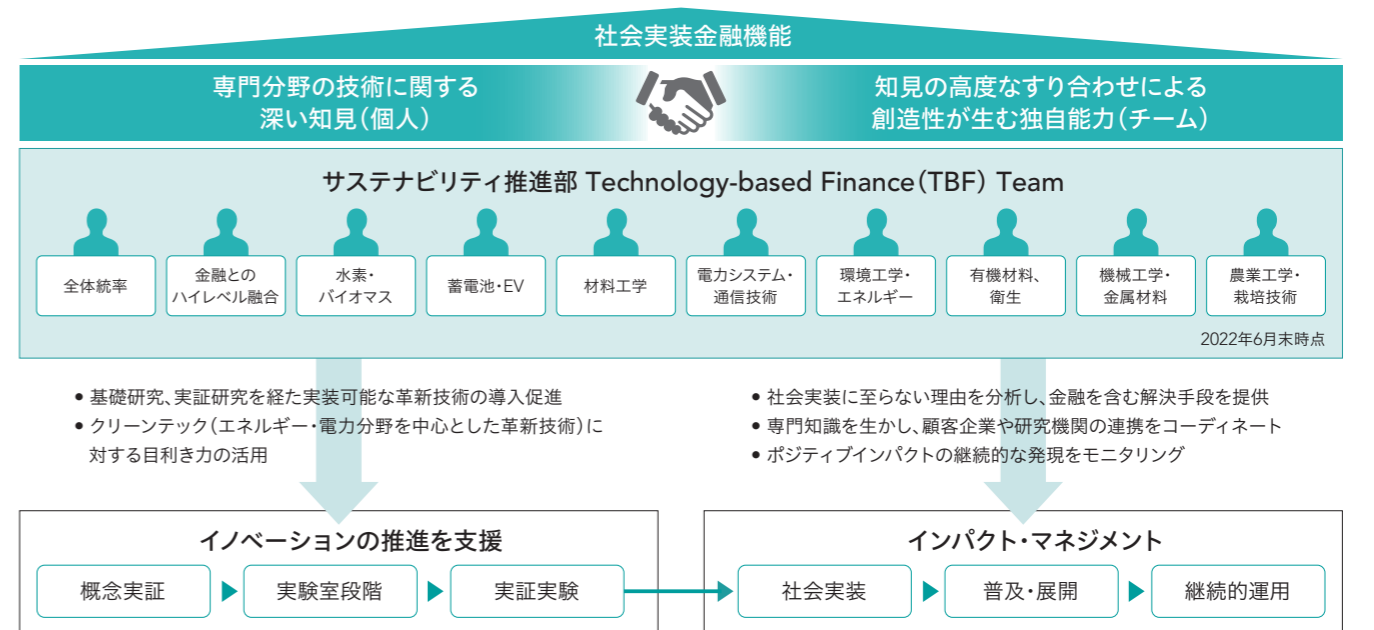 社会実装金融機能
専門分野の技術に関する
深い知見(個人)
知見の高度なすり合わせによる
創造性が生む独自能力(チーム)
サステナビリティ推進部 Technology-based Finance(TBF) Team
全体統率
金融との
ハイレベル融合
水素・
バイオマス
蓄電池・EV
材料工学
電力システム・
通信技術
環境工学・
エネルギー
有機材料、
衛生
機械工学・
金属材料
農業工学・
栽培技術
2022年6月末時点
● 基礎研究、実証研究を経た実装可能な革新技術の導入促進
● クリーンテック(エネルギー・電力分野を中心とした革新技術)に
対する目利き力の活用
● 社会実装に至らない理由を分析し、金融を含む解決手段を提供
● 専門知識を生かし、顧客企業や研究機関の連携をコーディネート
● ポジティブインパクトの継続的な発現をモニタリング
イノベーションの推進を支援
概念実証
実験室段階
実証実験
インパクト・マネジメント
社会実装
普及・展開
継続的運用